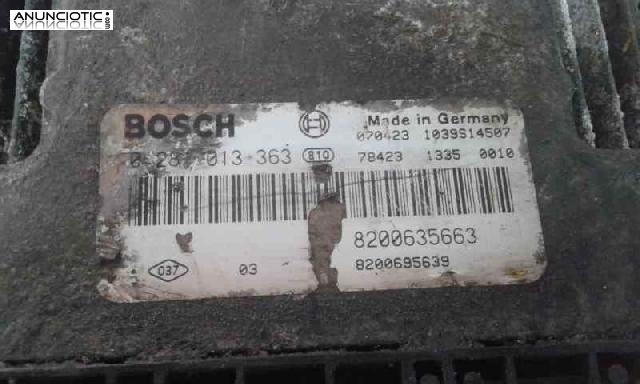 ANUNCIOTIC
.com
BOSCH
Made in Germany
070423 1039S14507
0 281 013 363 810 78423 1335 0010
8200635663
037 03 8200695639